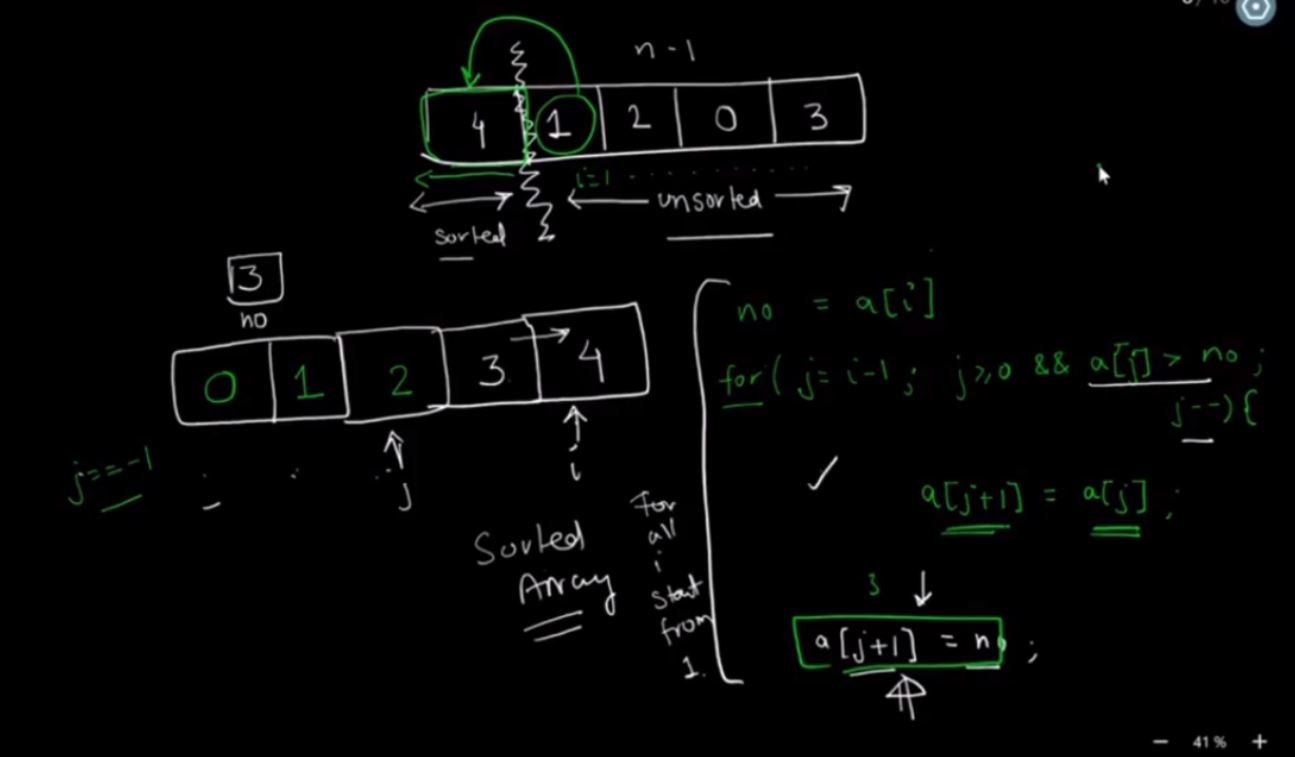 n - 1
4 1 2 0 3
i=1 . . . . . . . . .
unsorted
sorted
3
no
0 1 2 3 4
j == -1
j
i
Sorted
Array
For
all
i
start
from
1.
no = a[i]
for( j= i-1 ; j≥0 && a[j] > no ;
j--) {
a[j+1] = a[j] ;
3
a[j+1] = no ;
41%